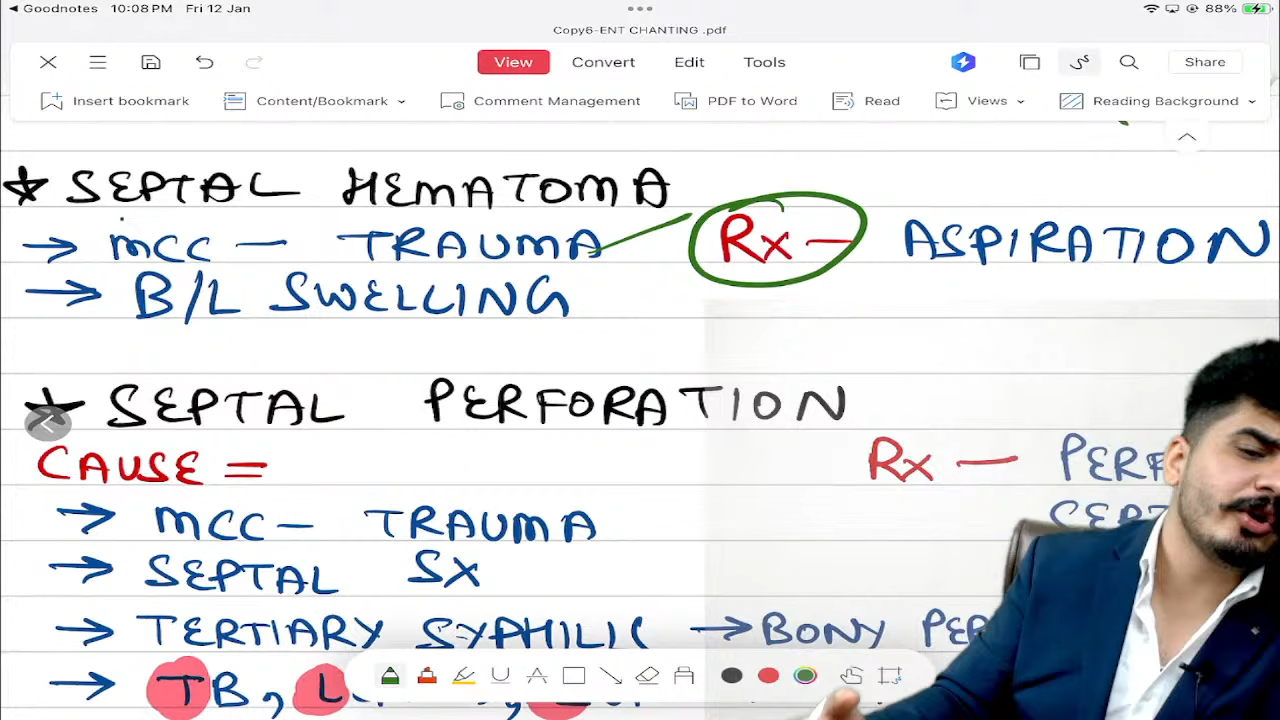 Goodnotes 10:08 PM Fri 12 Jan 88%
Copy6-ENT CHANTING .pdf
View Convert Edit Tools Share
Insert bookmark Content/Bookmark Comment Management PDF to Word Read Views Reading Background
★ SEPTAL HEMATOMA
→ MCC – TRAUMA Rx – ASPIRATION
→ B/L SWELLING
★ SEPTAL PERFORATION
CAUSE = Rx –
→ MCC – TRAUMA
→ SEPTAL SX
→ TERTIARY SYPHILIS → BONY
→ TB,